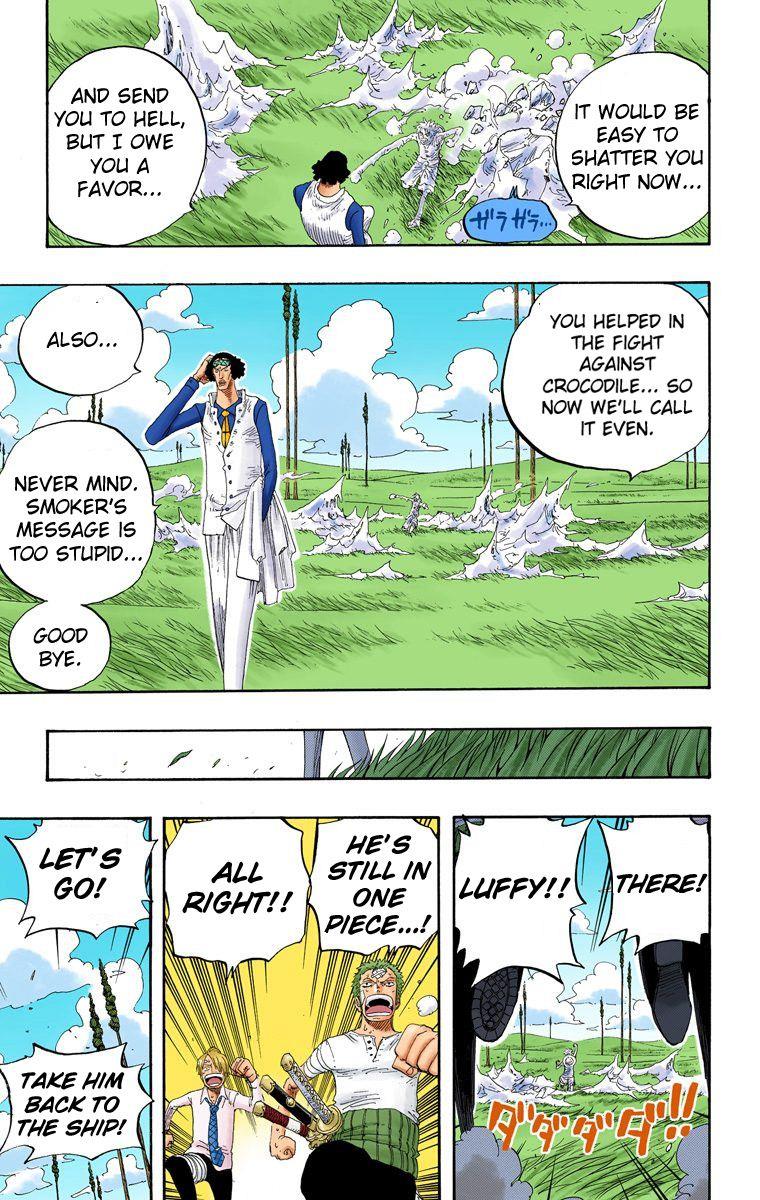 IT WOULD BE
EASY TO
SHATTER YOU
RIGHT NOW...
AND SEND
YOU TO HELL,
BUT I OWE
YOU A
FAVOR...
ガラガラ...
YOU HELPED IN
THE FIGHT
AGAINST
CROCODILE... SO
NOW WE'LL CALL
IT EVEN.
ALSO...
NEVER MIND.
SMOKER'S
MESSAGE IS
TOO STUPID...
GOOD
BYE.
THERE!
LUFFY!!
ダダダダ!!
HE'S
STILL IN
ONE
PIECE...!
ALL
RIGHT!!
LET'S
GO!
TAKE HIM
BACK TO
THE SHIP!